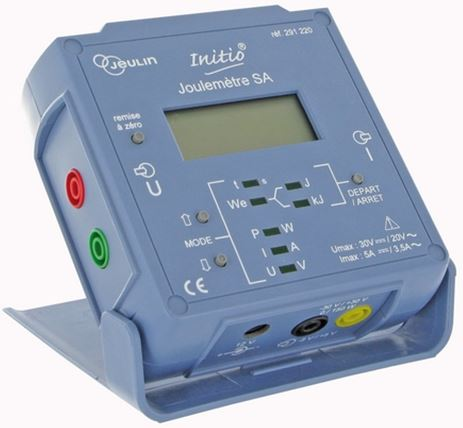 JEULIN
Initio®
réf. 291 220
Joulemètre SA
remise
à zéro
U
I
t s
J
We
kJ
DEPART
/ ARRET
MODE
P W
I A
U V
Umax : 30V⎓/ 20V~
Imax : 5A⎓/ 3,5A~
CE